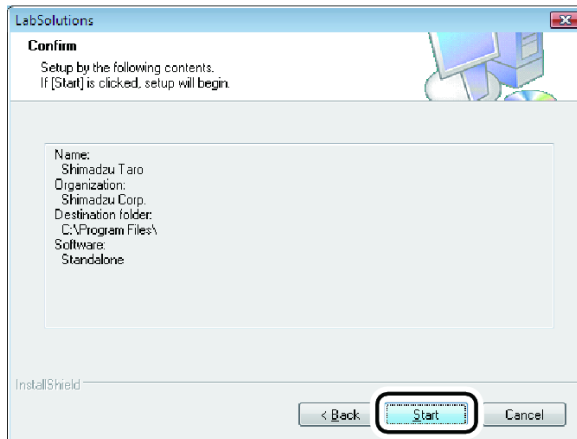 LabSolutions
Confirm
Setup by the following contents.
If [Start] is clicked, setup will begin.
Name:
Shimadzu Taro
Organization:
Shimadzu Corp.
Destination folder:
C:\Program Files\
Software:
Standalone
InstallShield
< Back
Start
Cancel